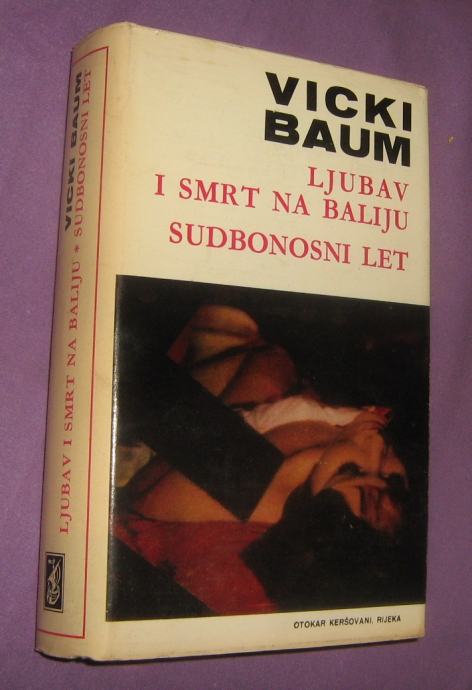 VICKI
BAUM
LJUBAV
I SMRT NA BALIJU
SUDBONOSNI LET
OTOKAR KERŠOVANI, RIJEKA
VICKI BAUM
LJUBAV I SMRT NA BALIJU * SUDBONOSNI LET